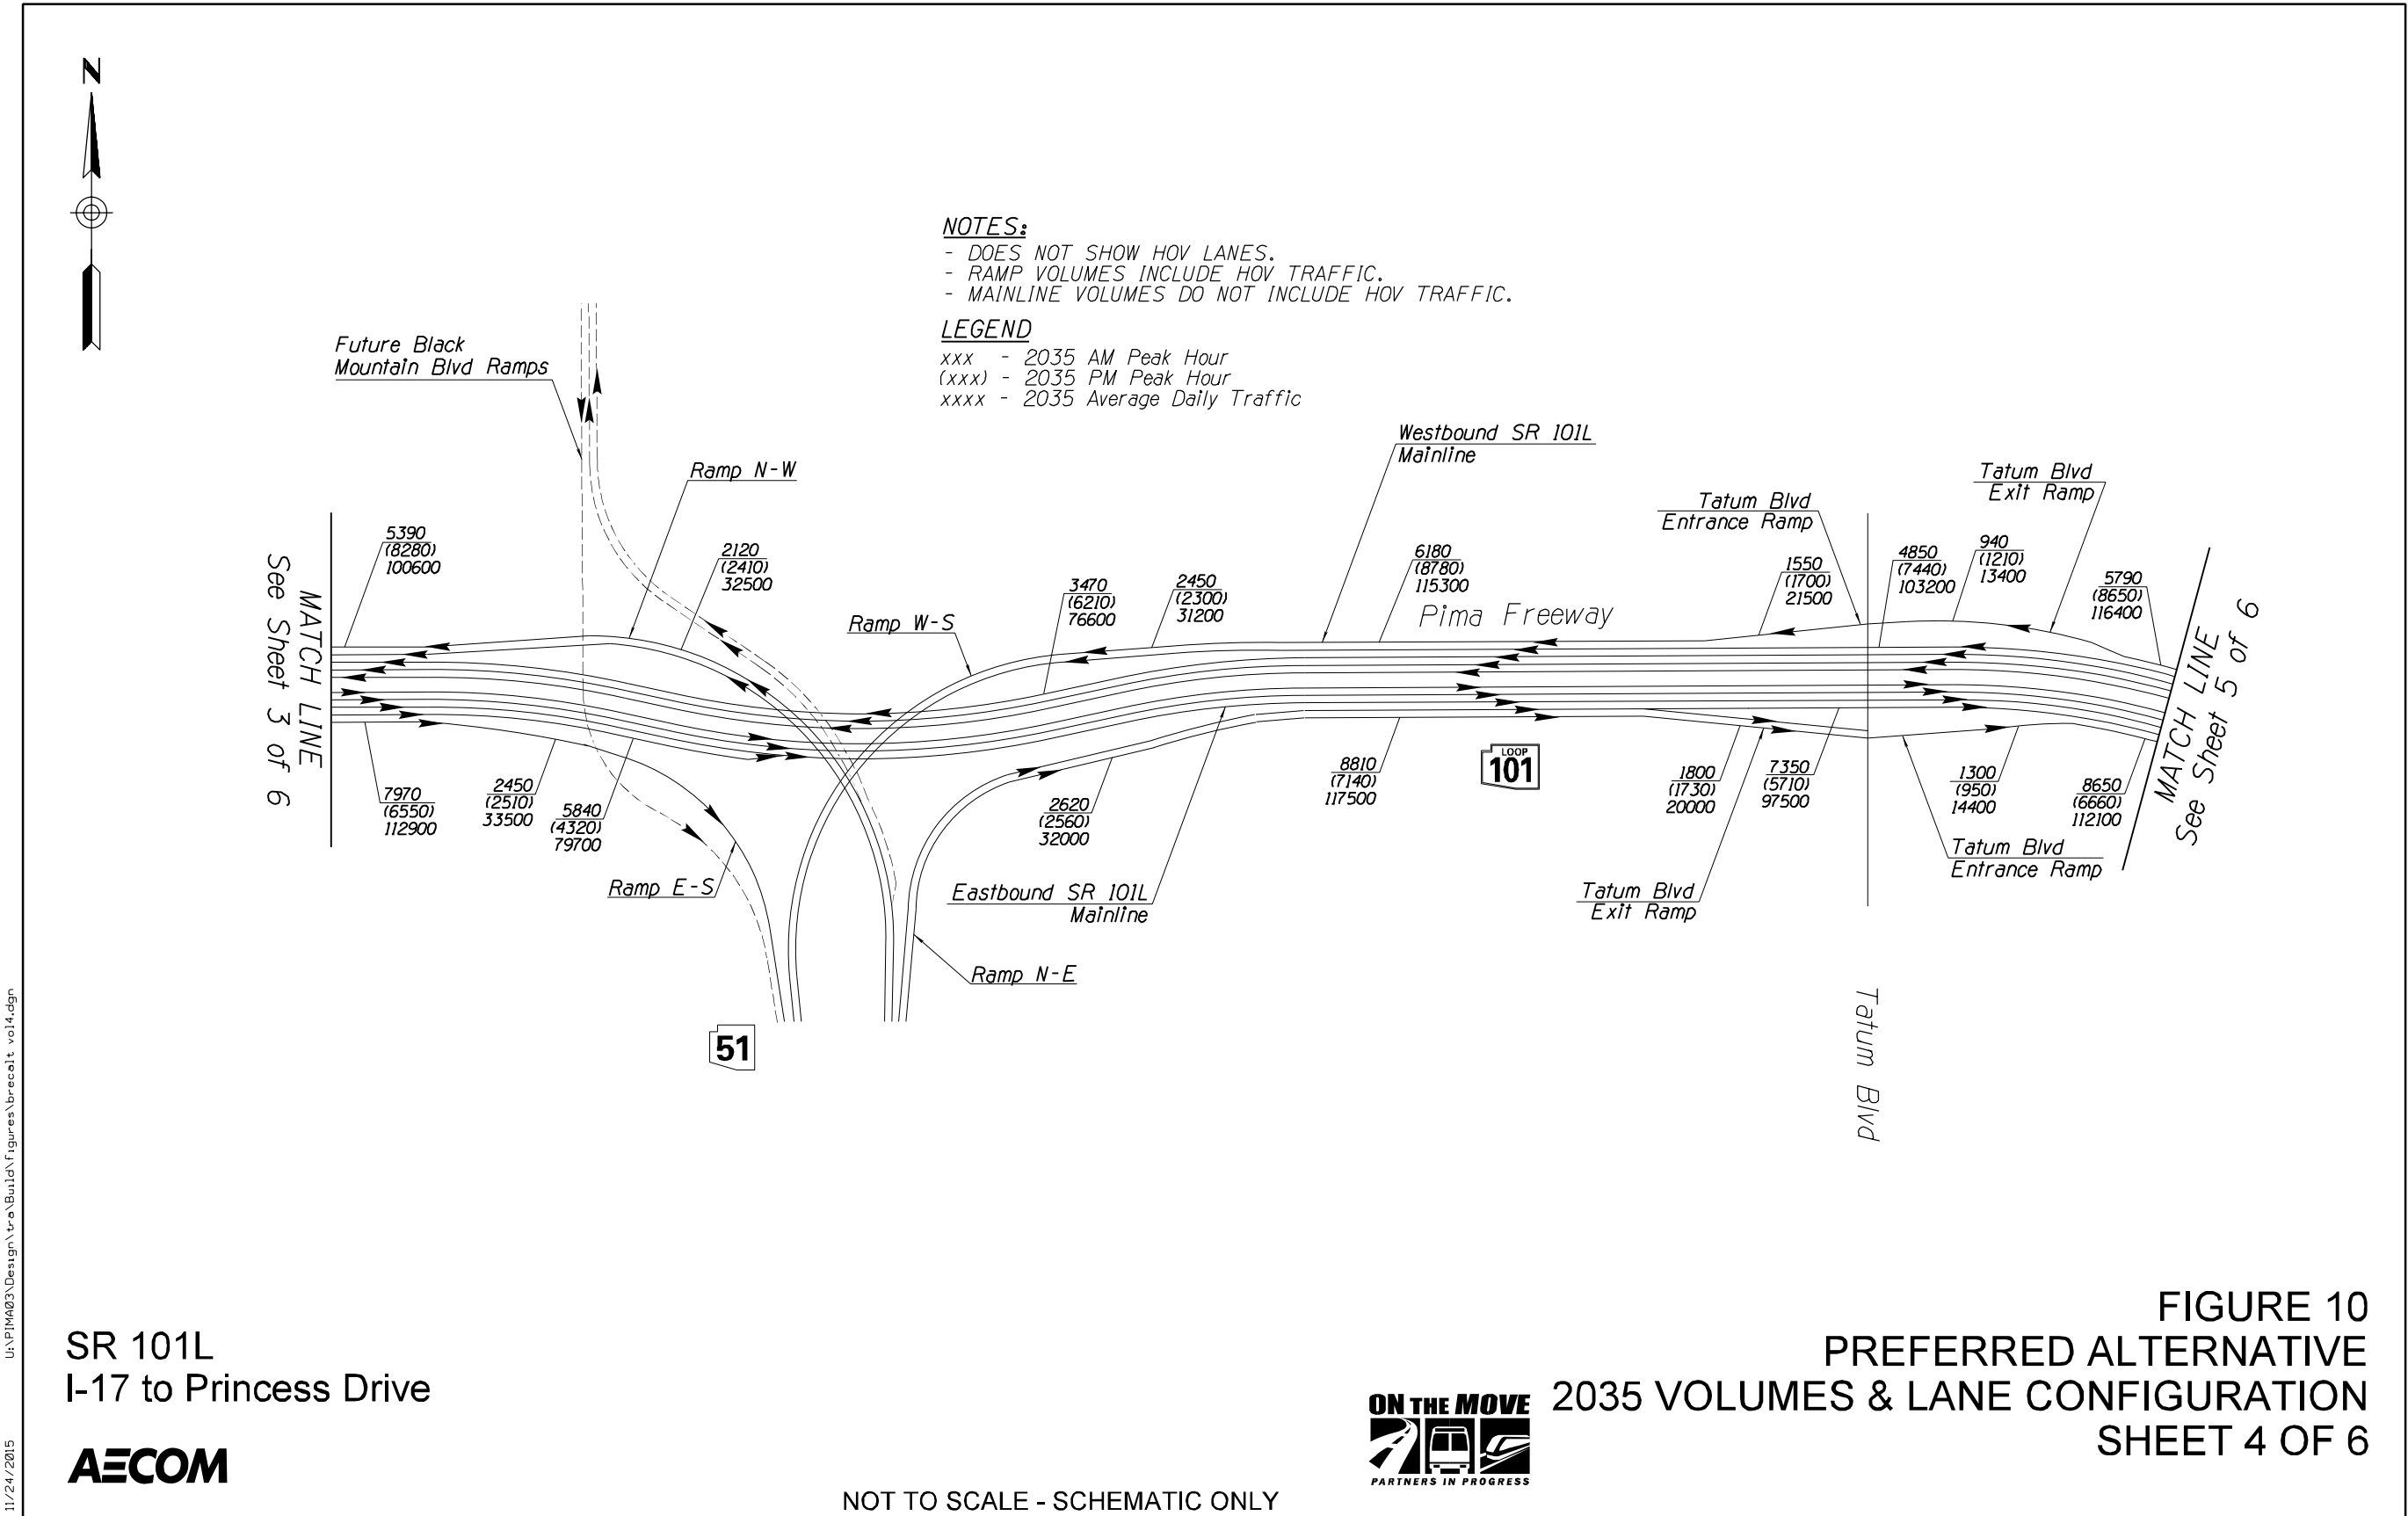 N
NOTES:
- DOES NOT SHOW HOV LANES.
- RAMP VOLUMES INCLUDE HOV TRAFFIC.
- MAINLINE VOLUMES DO NOT INCLUDE HOV TRAFFIC.
LEGEND
xxx - 2035 AM Peak Hour
(xxx) - 2035 PM Peak Hour
xxxx - 2035 Average Daily Traffic
Future Black
Mountain Blvd Ramps
Ramp N-W
Westbound SR 101L
Mainline
Tatum Blvd
Entrance Ramp
Tatum Blvd
Exit Ramp
MATCH LINE
See Sheet 3 of 6
5390
(8280)
100600
2120
(2410)
32500
Ramp W-S
3470
(6210)
76600
2450
(2300)
31200
6180
(8780)
115300
Pima Freeway
1550
(1700)
21500
4850
(7440)
103200
940
(1210)
13400
5790
(8650)
116400
MATCH LINE
See Sheet 5 of 6
7970
(6550)
112900
2450
(2510)
33500
5840
(4320)
79700
Ramp E-S
2620
(2560)
32000
Eastbound SR 101L
Mainline
Ramp N-E
8810
(7140)
117500
LOOP
101
1800
(1730)
20000
7350
(5710)
97500
Tatum Blvd
Exit Ramp
1300
(950)
14400
8650
(6660)
112100
Tatum Blvd
Entrance Ramp
51
Tatum Blvd
SR 101L
I-17 to Princess Drive
AECOM
NOT TO SCALE - SCHEMATIC ONLY
ON THE MOVE
PARTNERS IN PROGRESS
FIGURE 10
PREFERRED ALTERNATIVE
2035 VOLUMES & LANE CONFIGURATION
SHEET 4 OF 6
11/24/2015 U:\PIMA03\Design\tra\Build\figures\brecalt_vol4.dgn